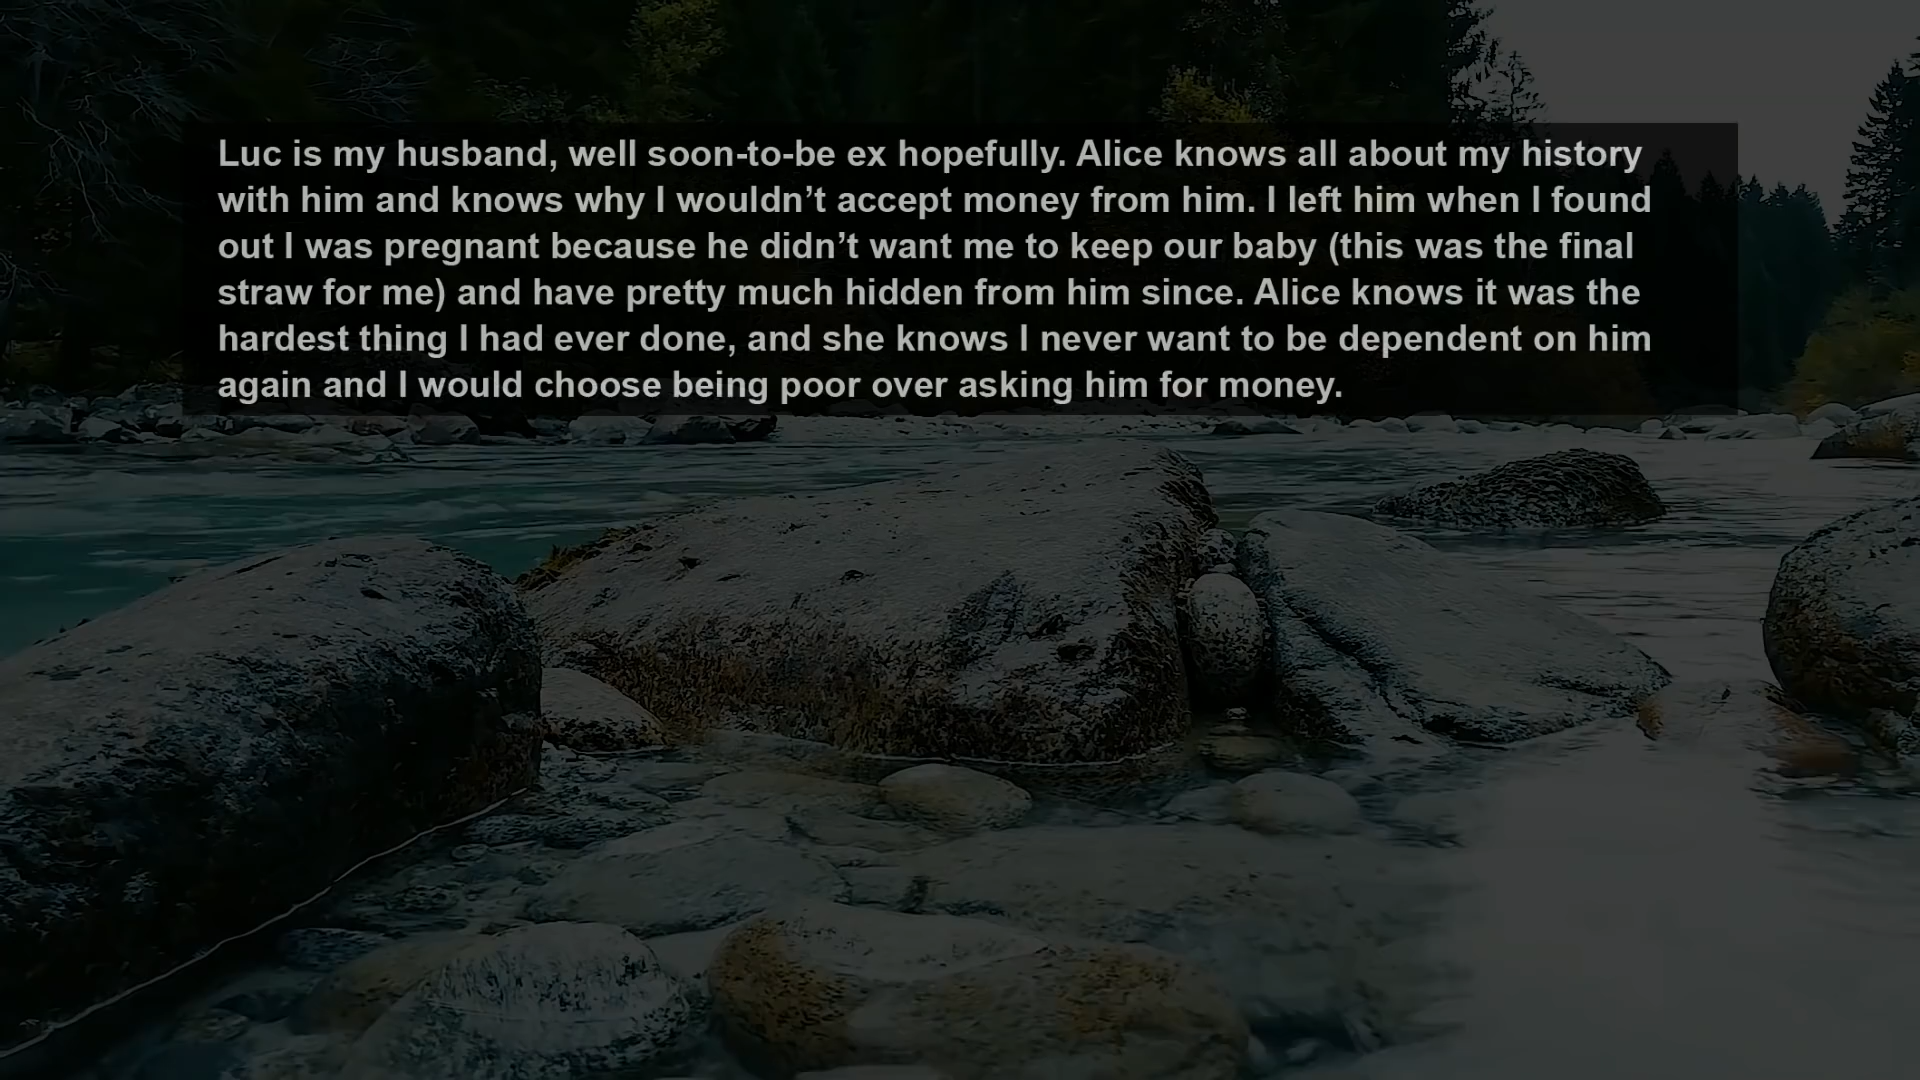 Luc is my husband, well soon-to-be ex hopefully. Alice knows all about my history
with him and knows why I wouldn’t accept money from him. I left him when I found
out I was pregnant because he didn’t want me to keep our baby (this was the final
straw for me) and have pretty much hidden from him since. Alice knows it was the
hardest thing I had ever done, and she knows I never want to be dependent on him
again and I would choose being poor over asking him for money.